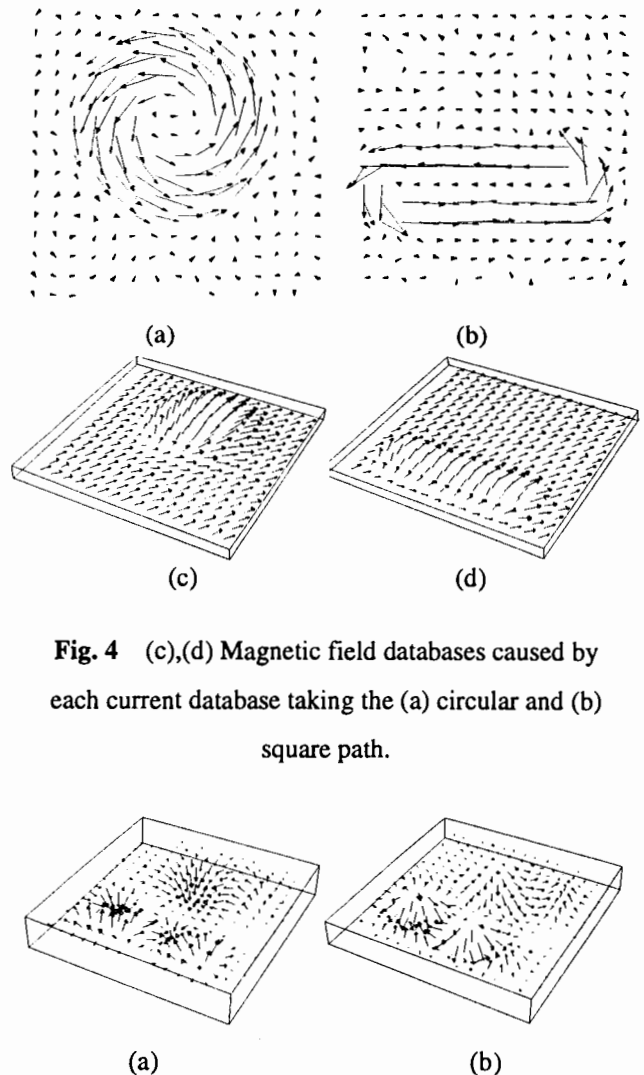 (a) (b)
(c) (d)
Fig. 4 (c),(d) Magnetic field databases caused by
each current database taking the (a) circular and (b)
square path.
(a) (b)